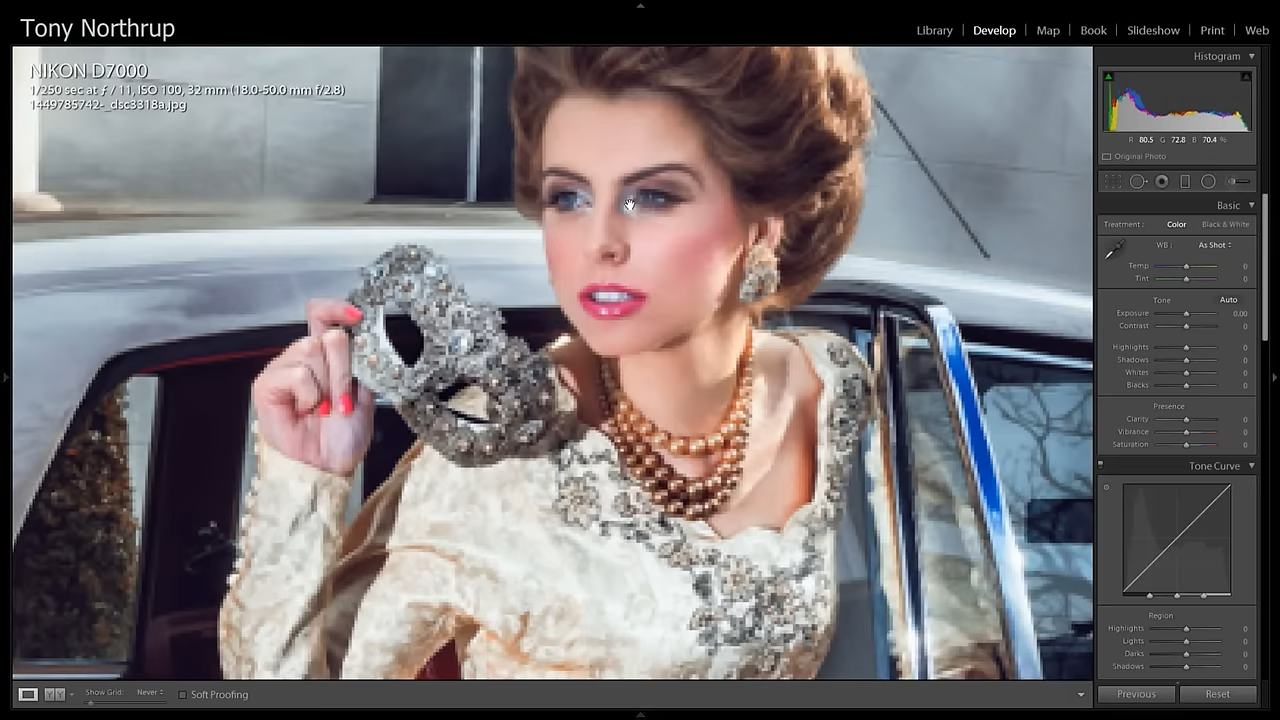 Tony Northrup
Library | Develop | Map | Book | Slideshow | Print | Web
NIKON D7000
1/250 sec at ƒ / 11, ISO 100, 32 mm (18.0-50.0 mm f/2.8)
1449785742-_dsc3318a.jpg
Histogram
R 80.5 G 72.8 B 70.4 %
Original Photo
Basic
Treatment: Color Black & White
WB: As Shot
Temp 0
Tint 0
Tone Auto
Exposure 0.00
Contrast 0
Highlights 0
Shadows 0
Whites 0
Blacks 0
Presence
Clarity 0
Vibrance 0
Saturation 0
Tone Curve
Region
Highlights 0
Lights 0
Darks 0
Shadows 0
Y Y Show Grid: Never Soft Proofing
Previous Reset